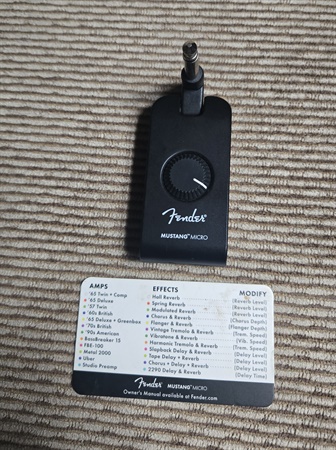 Fender
MUSTANG™ MICRO
AMPS EFFECTS MODIFY
'65 Twin + Comp Hall Reverb (Reverb Level)
'65 Deluxe Spring Reverb (Reverb Level)
'57 Twin Modulated Reverb (Reverb Level)
'60s British Chorus & Reverb (Chorus Depth)
'65 Deluxe + Greenbox Flanger & Reverb (Flanger Depth)
'70s British Vintage Tremolo & Reverb (Trem. Speed)
'90s American Vibratone & Reverb (Vib. Speed)
BassBreaker 15 Harmonic Tremolo & Reverb (Trem. Speed)
FBE-100 Slapback Delay & Reverb (Delay Level)
Metal 2000 Tape Delay + Reverb (Delay Level)
Uber Chorus + Delay + Reverb (Delay Level)
Studio Preamp 2290 Delay & Reverb (Delay Time)
Fender MUSTANG™ MICRO
Owner's Manual available at Fender.com